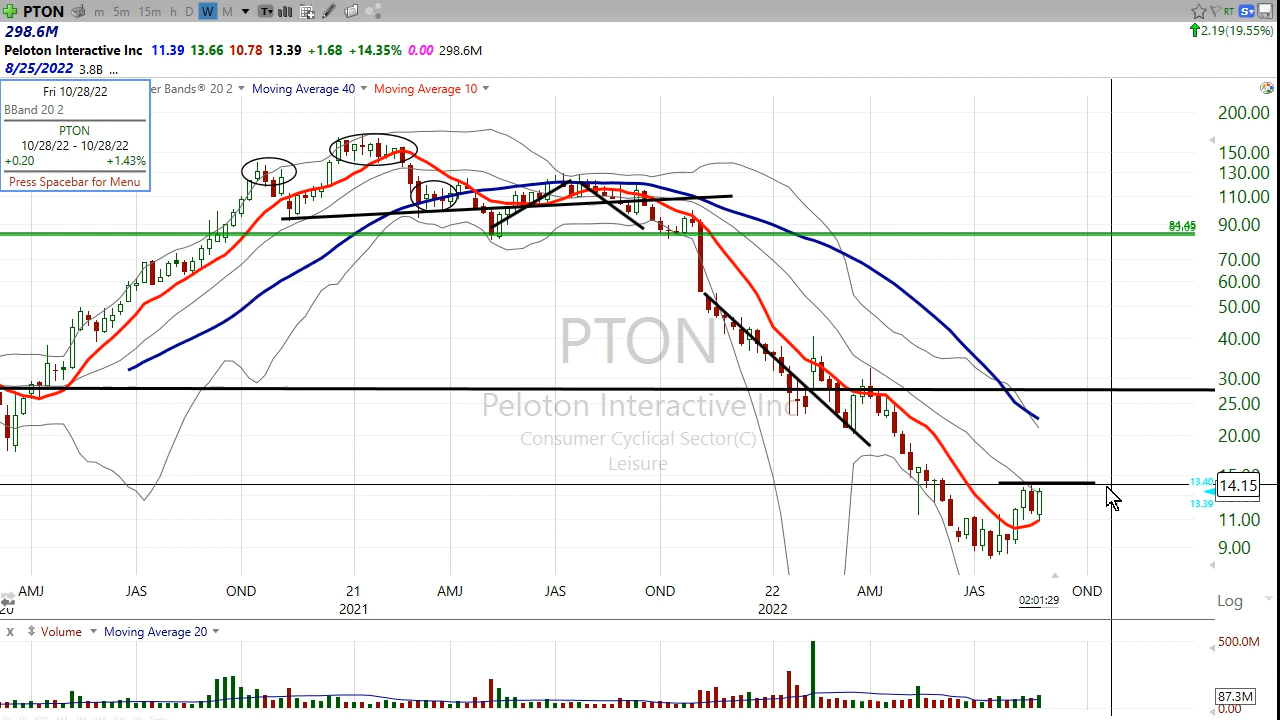 PTON m 5m 15m h D W M T RT S
298.6M 2.19(19.55%)
Peloton Interactive Inc 11.39 13.66 10.78 13.39 +1.68 +14.35% 0.00 298.6M
8/25/2022 3.8B ...
Fri 10/28/22
er Bands® 20 2 Moving Average 40 Moving Average 10
BBand 20 2
PTON
10/28/22 - 10/28/22
+0.20 +1.43%
Press Spacebar for Menu
200.00
150.00
130.00
110.00
90.00
70.00
60.00
50.00
40.00
30.00
25.00
20.00
13.40
14.15
13.39
11.00
9.00
PTON
Peloton Interactive Inc
Consumer Cyclical Sector(C)
Leisure
AMJ JAS OND 21 AMJ JAS OND 22 AMJ JAS OND
20 2021 2022 02:01:29
Log
X Volume Moving Average 20
500.0M
87.3M
0.00